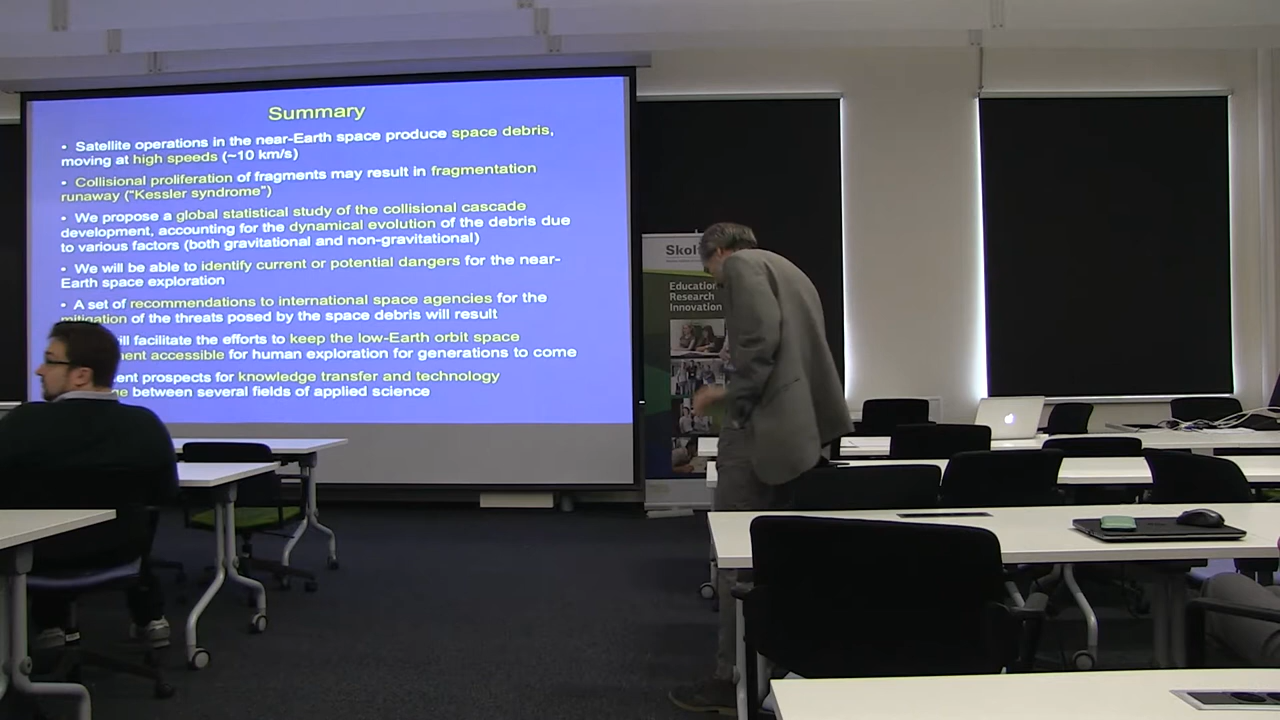 Summary
• Satellite operations in the near-Earth space produce space debris,
moving at high speeds (~10 km/s)
• Collisional proliferation of fragments may result in fragmentation
runaway ("Kessler syndrome")
• We propose a global statistical study of the collisional cascade
development, accounting for the dynamical evolution of the debris due
to various factors (both gravitational and non-gravitational)
• We will be able to identify current or potential dangers for the near-
Earth space exploration
• A set of recommendations to international space agencies for the
mitigation of the threats posed by the space debris will result
facilitate the efforts to keep the low-Earth orbit space
accessible for human exploration for generations to come
prospects for knowledge transfer and technology
between several fields of applied science
Skol
Education
Research
Innovation